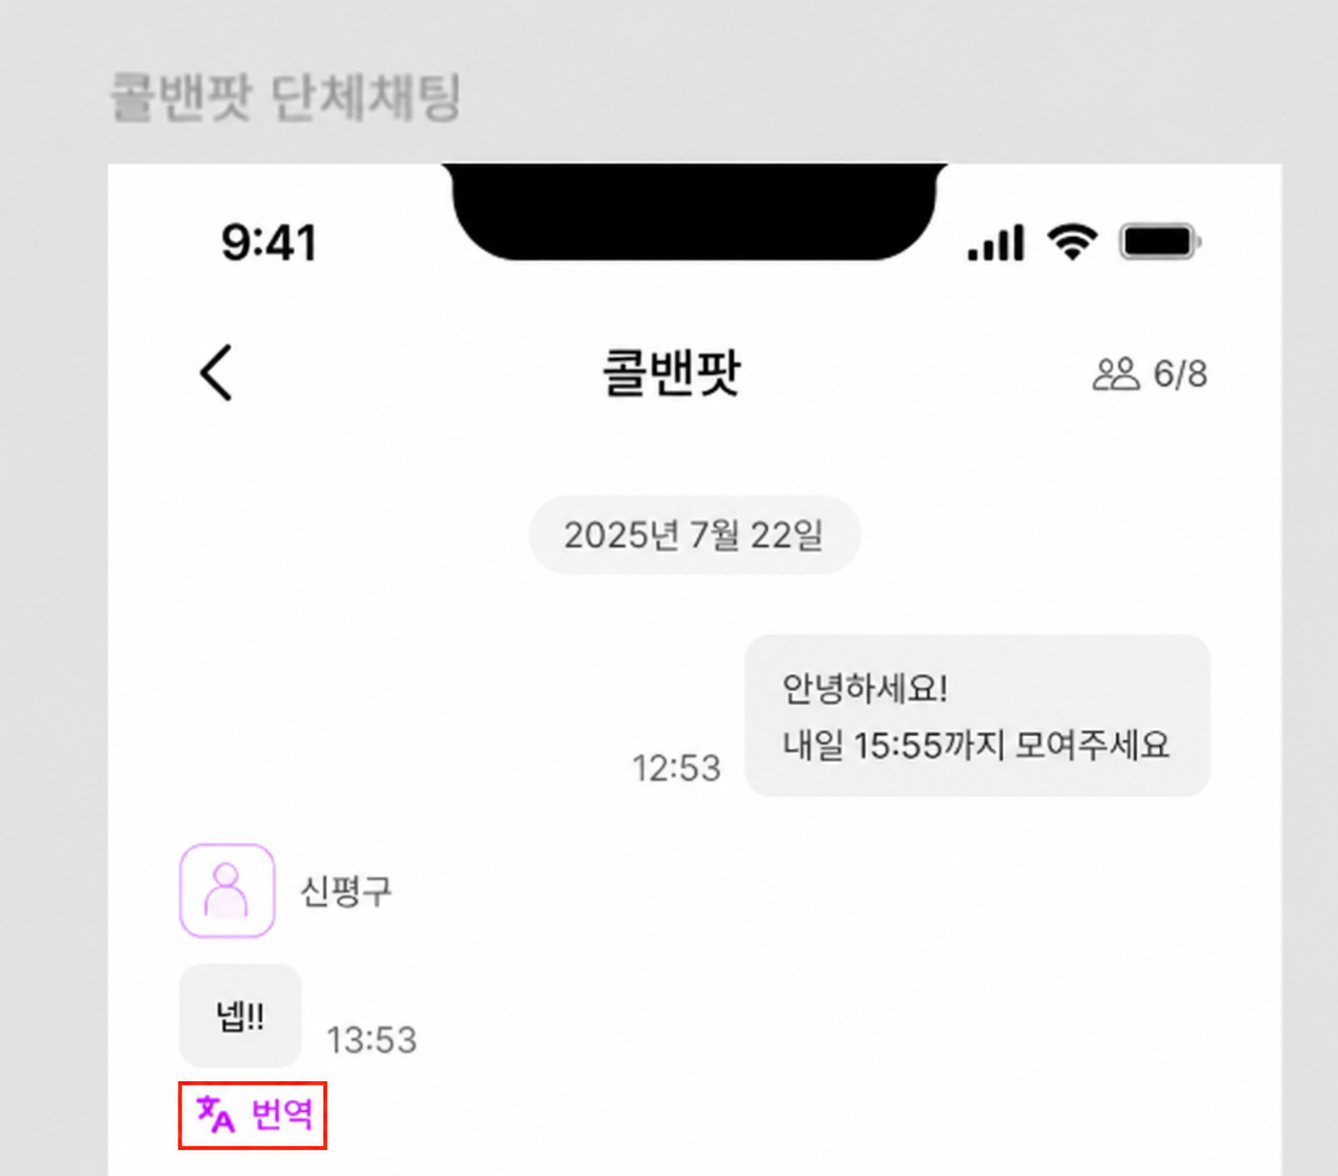 콜밴팟 단체채팅
9:41
콜밴팟
6/8
2025년 7월 22일
안녕하세요!
내일 15:55까지 모여주세요
12:53
신평구
넵!!
13:53
文A 번역